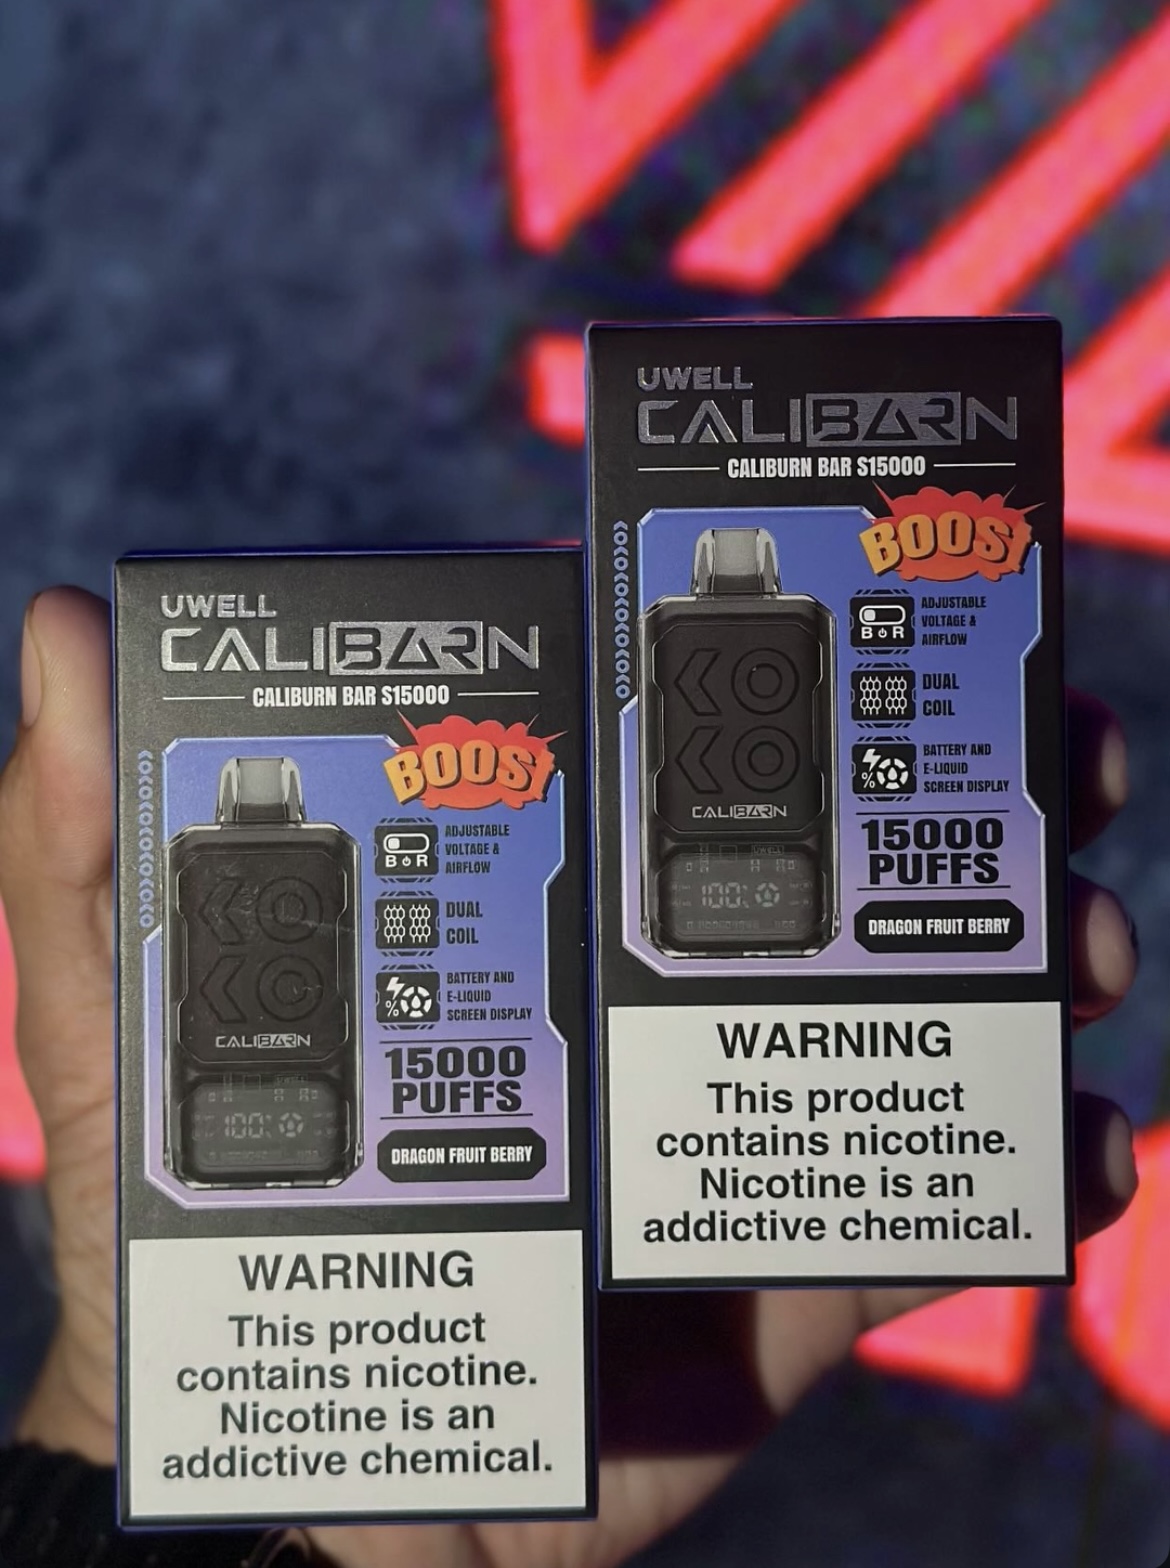 UWELL
CALIBARN
CALIBURN BAR S15000
BOOST
ADJUSTABLE
VOLTAGE &
AIRFLOW
B R
DUAL
COIL
BATTERY AND
E-LIQUID
SCREEN DISPLAY
%
CALIBARN
100%
15000
PUFFS
DRAGON FRUIT BERRY
WARNING
This product
contains nicotine.
Nicotine is an
addictive chemical.
UWELL
CALIBARN
CALIBURN BAR S15000
BOOST
ADJUSTABLE
VOLTAGE &
AIRFLOW
B R
DUAL
COIL
BATTERY AND
E-LIQUID
SCREEN DISPLAY
%
CALIBARN
UWELL
100%
15000
PUFFS
DRAGON FRUIT BERRY
WARNING
This product
contains nicotine.
Nicotine is an
addictive chemical.